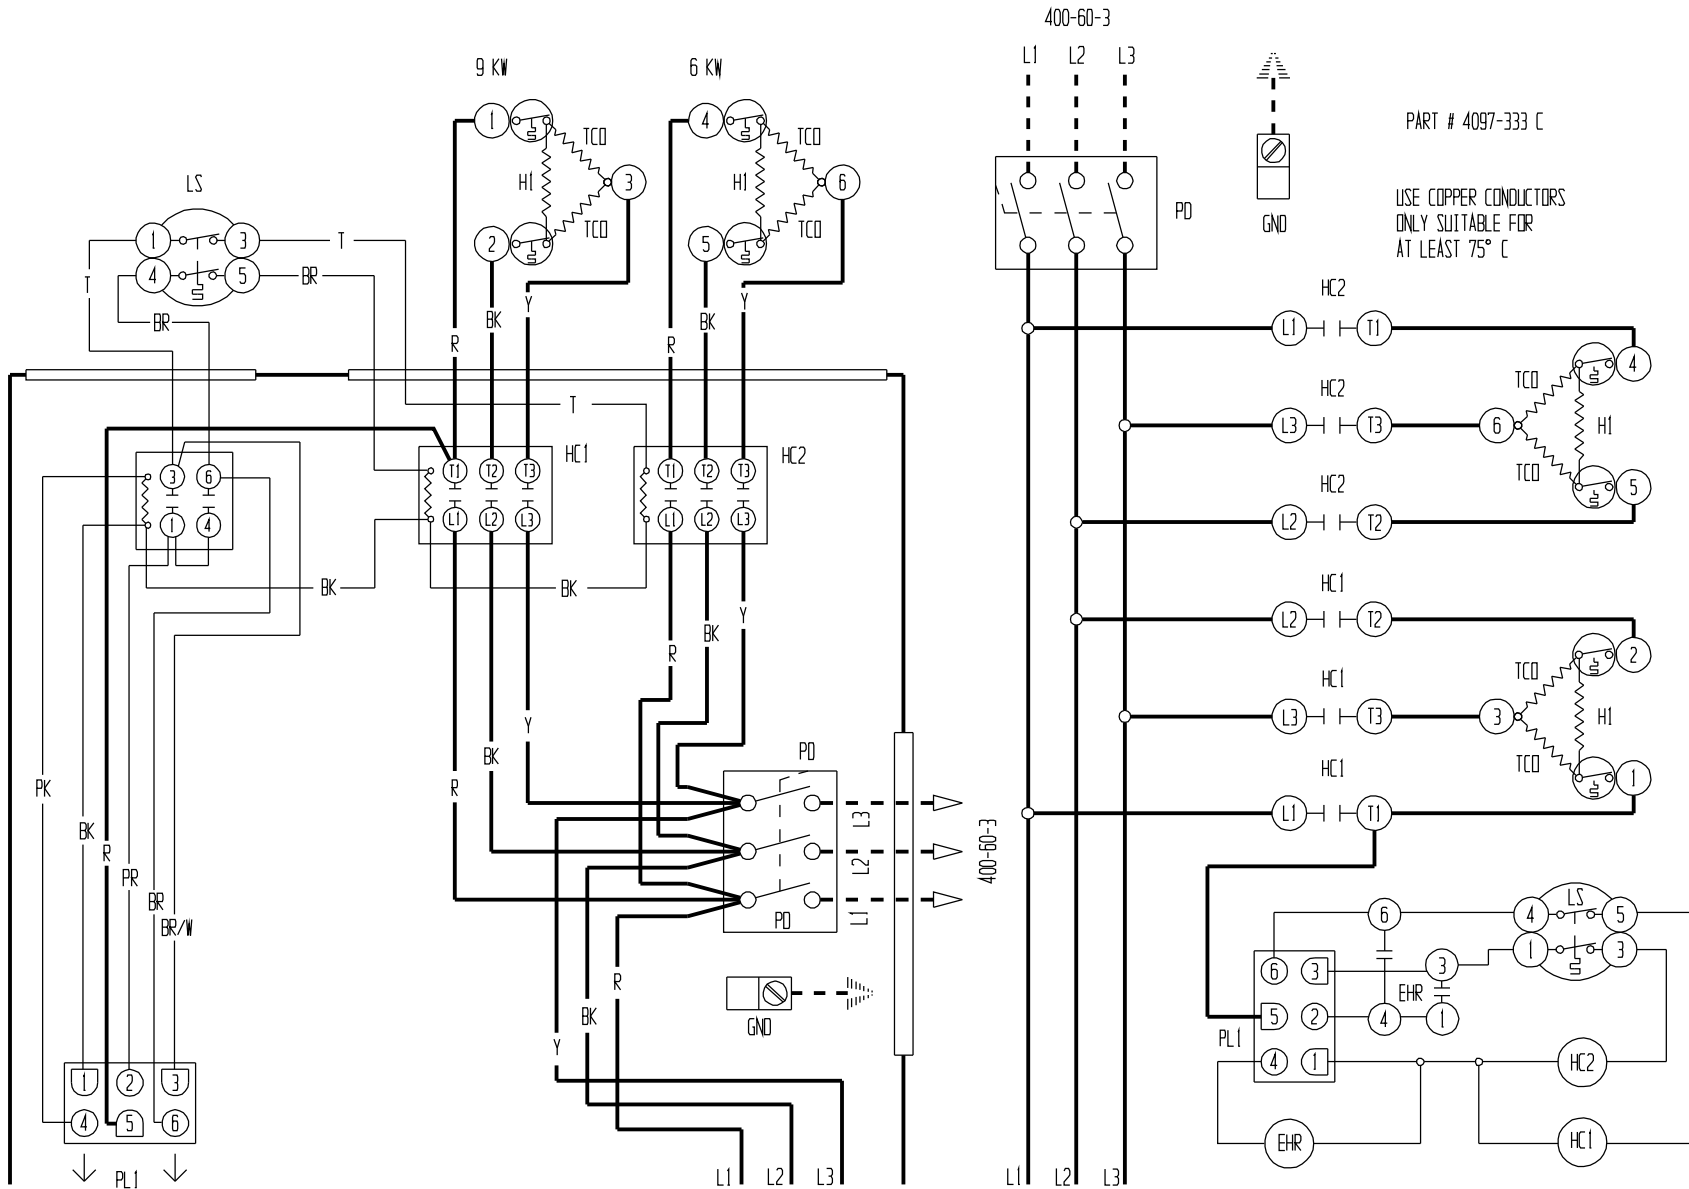 400-60-3
L1 L2 L3
9 KW
6 KW
PART # 4097-333 C
USE COPPER CONDUCTORS
ONLY SUITABLE FOR
AT LEAST 75° C
GND
PD
LS
1 3
4 5
T
BR
T
BR
1
2
3
H1
TCO
TCO
4
5
6
H1
TCO
TCO
R
BK
Y
R
BK
Y
T
HC1
T1 T2 T3
L1 L2 L3
HC2
T1 T2 T3
L1 L2 L3
3 6
1 4
BK
BK
R
BK
Y
R
BK
Y
PK
BK
R
PR
BR
BR/W
1 2 3
4 5 6
PL1
PD
L3
L2
L1
PD
400-60-3
GND
R
BK
Y
L1 L2 L3
HC2
L1 T1
4
HC2
L3 T3
6
TCO
TCO
H1
HC2
L2 T2
5
HC1
L2 T2
2
HC1
L3 T3
3
TCO
TCO
H1
HC1
L1 T1
1
LS
4 5
1 3
6
3
EHR
4 1
6 3
5 2
4 1
PL1
HC2
EHR
HC1
L1 L2 L3